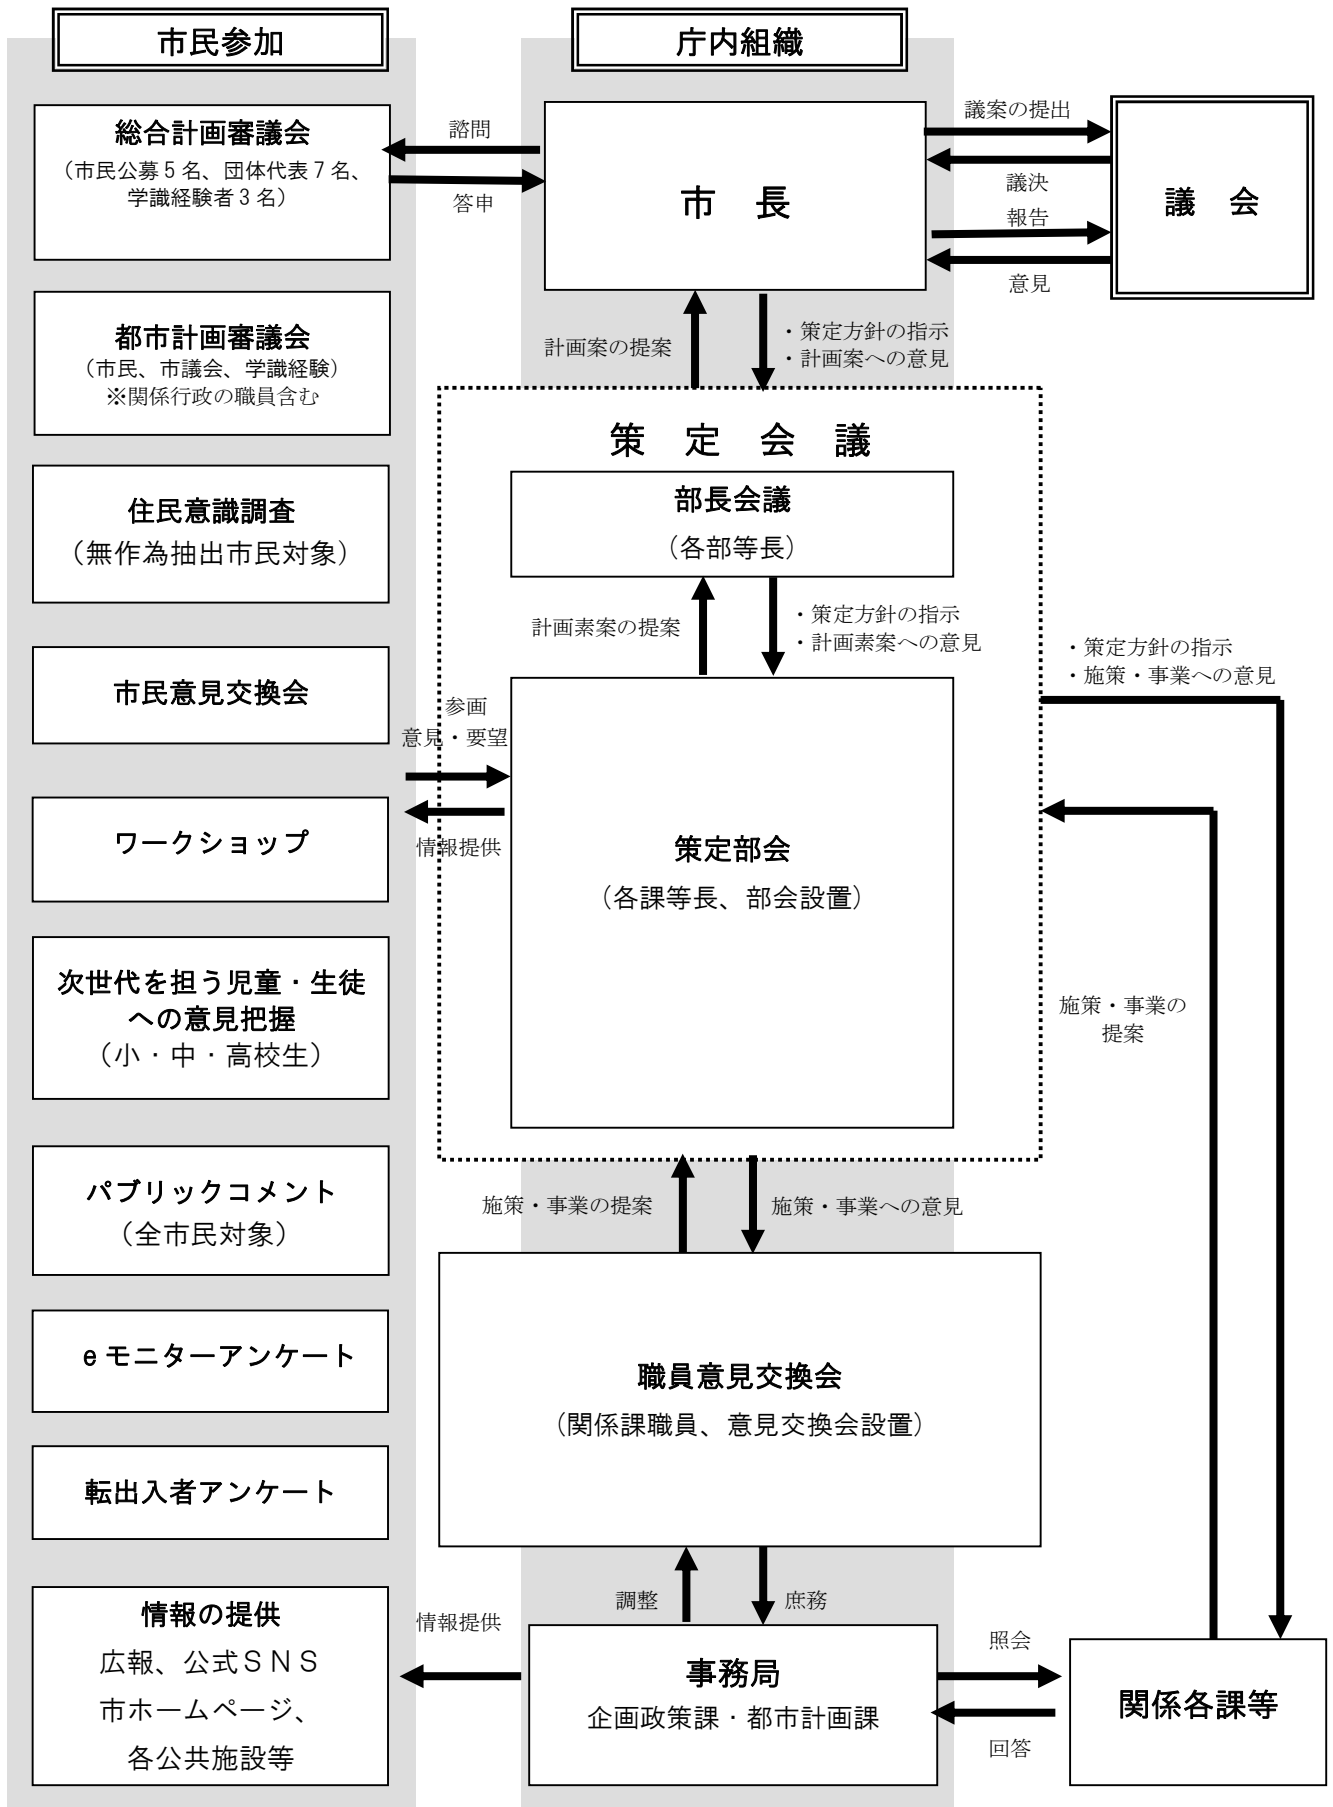 市民参加
庁内組織
総合計画審議会
（市民公募５名、団体代表７名、
学識経験者３名）
諮問
答申
市　長
議案の提出
議決
報告
意見
議　会
都市計画審議会
（市民、市議会、学識経験）
※関係行政の職員含む
計画案の提案
・策定方針の指示
・計画案への意見
策　定　会　議
部長会議
（各部等長）
住民意識調査
（無作為抽出市民対象）
計画素案の提案
・策定方針の指示
・計画素案への意見
・策定方針の指示
・施策・事業への意見
市民意見交換会
参画
意見・要望
情報提供
ワークショップ
策定部会
（各課等長、部会設置）
次世代を担う児童・生徒
への意見把握
（小・中・高校生）
施策・事業の
提案
パブリックコメント
（全市民対象）
施策・事業の提案
施策・事業への意見
ｅモニターアンケート
職員意見交換会
（関係課職員、意見交換会設置）
転出入者アンケート
調整
庶務
情報の提供
広報、公式ＳＮＳ
市ホームページ、
各公共施設等
情報提供
事務局
企画政策課・都市計画課
照会
回答
関係各課等